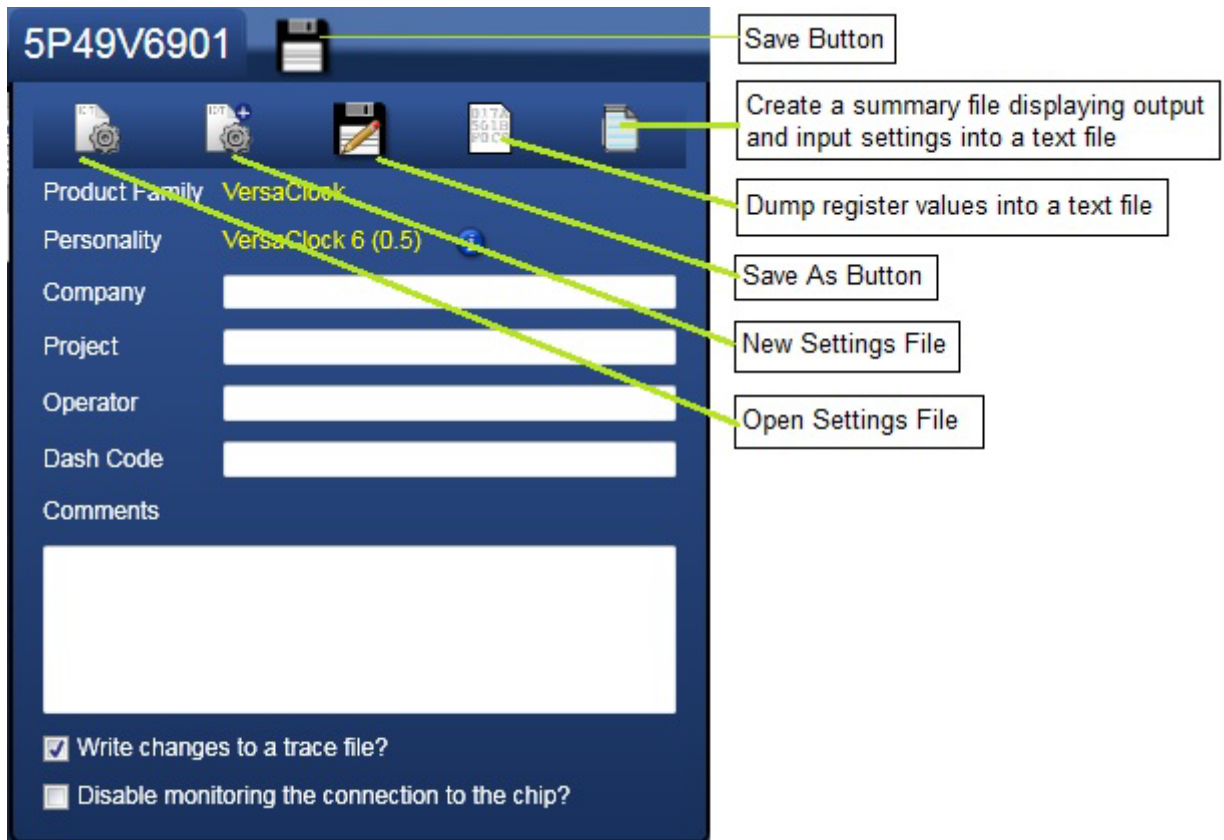 5P49V6901
Save Button
Create a summary file displaying output
and input settings into a text file
Dump register values into a text file
Save As Button
New Settings File
Open Settings File
Product Family VersaClock
Personality VersaClock 6 (0.5)
Company
Project
Operator
Dash Code
Comments
Write changes to a trace file?
Disable monitoring the connection to the chip?